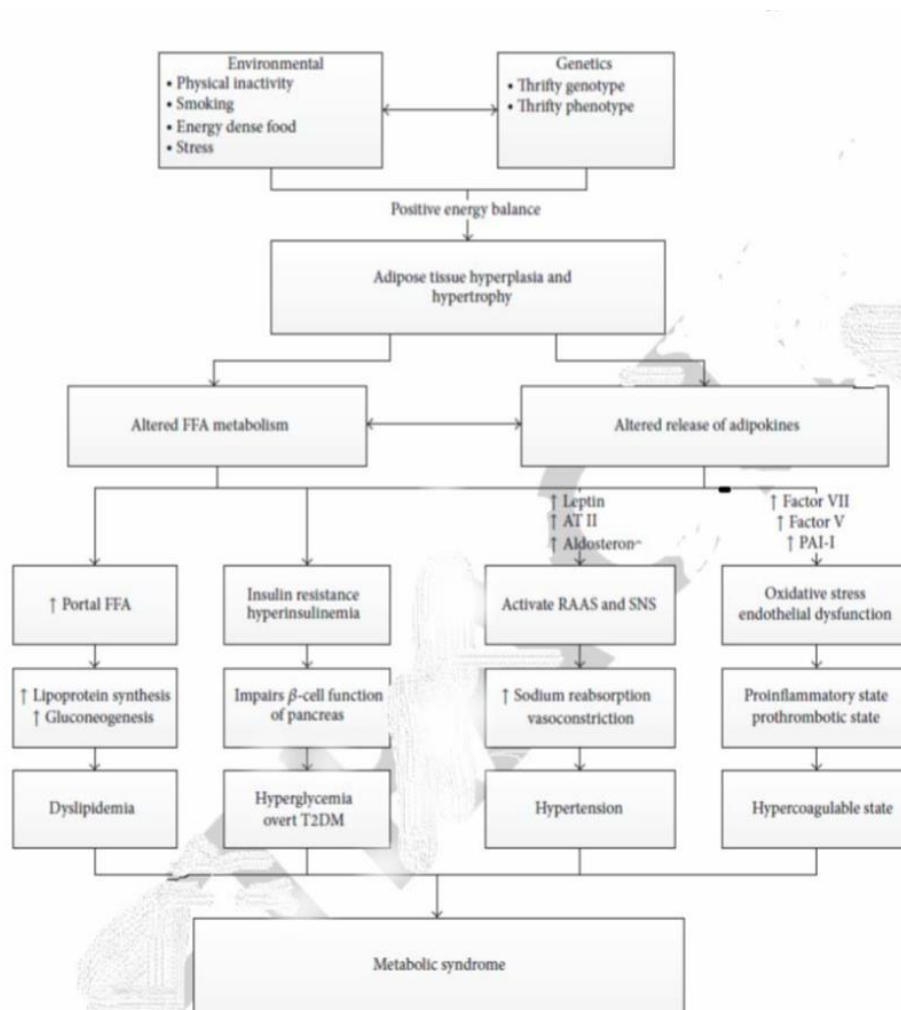 Environmental
• Physical inactivity
• Smoking
• Energy dense food
• Stress
Genetics
• Thrifty genotype
• Thrifty phenotype
Positive energy balance
Adipose tissue hyperplasia and
hypertrophy
Altered FFA metabolism
Altered release of adipokines
↑ Leptin
↑ AT II
↑ Aldosteron
↑ Factor VII
↑ Factor V
↑ PAI-I
↑ Portal FFA
Insulin resistance
hyperinsulinemia
Activate RAAS and SNS
Oxidative stress
endothelial dysfunction
↑ Lipoprotein synthesis
↑ Gluconeogenesis
Impairs β-cell function
of pancreas
↑ Sodium reabsorption
vasoconstriction
Proinflammatory state
prothrombotic state
Dyslipidemia
Hyperglycemia
overt T2DM
Hypertension
Hypercoagulable state
Metabolic syndrome